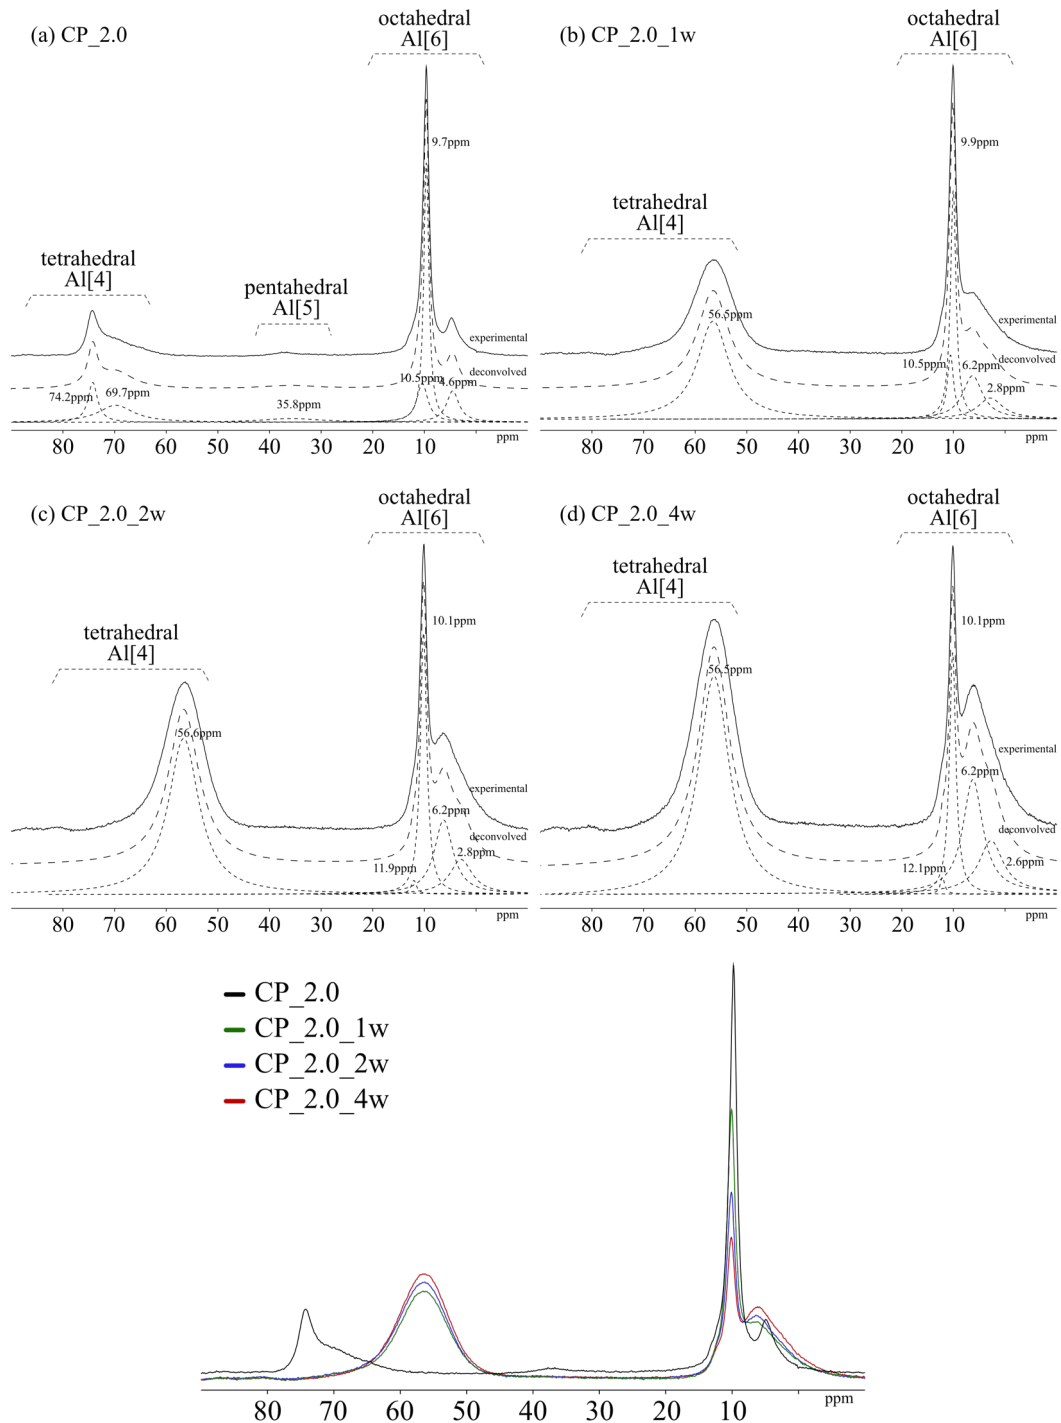 (a) CP_2.0
octahedral
Al[6]
9.7ppm
tetrahedral
Al[4]
pentahedral
Al[5]
experimental
deconvolved
74.2ppm
69.7ppm
35.8ppm
10.5ppm
4.6ppm
80 70 60 50 40 30 20 10 ppm
(b) CP_2.0_1w
octahedral
Al[6]
9.9ppm
tetrahedral
Al[4]
56.5ppm
experimental
deconvolved
10.5ppm
6.2ppm
2.8ppm
80 70 60 50 40 30 20 10 ppm
(c) CP_2.0_2w
octahedral
Al[6]
10.1ppm
tetrahedral
Al[4]
56.6ppm
experimental
6.2ppm
deconvolved
2.8ppm
11.9ppm
80 70 60 50 40 30 20 10 ppm
(d) CP_2.0_4w
octahedral
Al[6]
tetrahedral
Al[4]
10.1ppm
56.5ppm
experimental
6.2ppm
deconvolved
12.1ppm
2.6ppm
80 70 60 50 40 30 20 10 ppm
CP_2.0
CP_2.0_1w
CP_2.0_2w
CP_2.0_4w
80 70 60 50 40 30 20 10 ppm